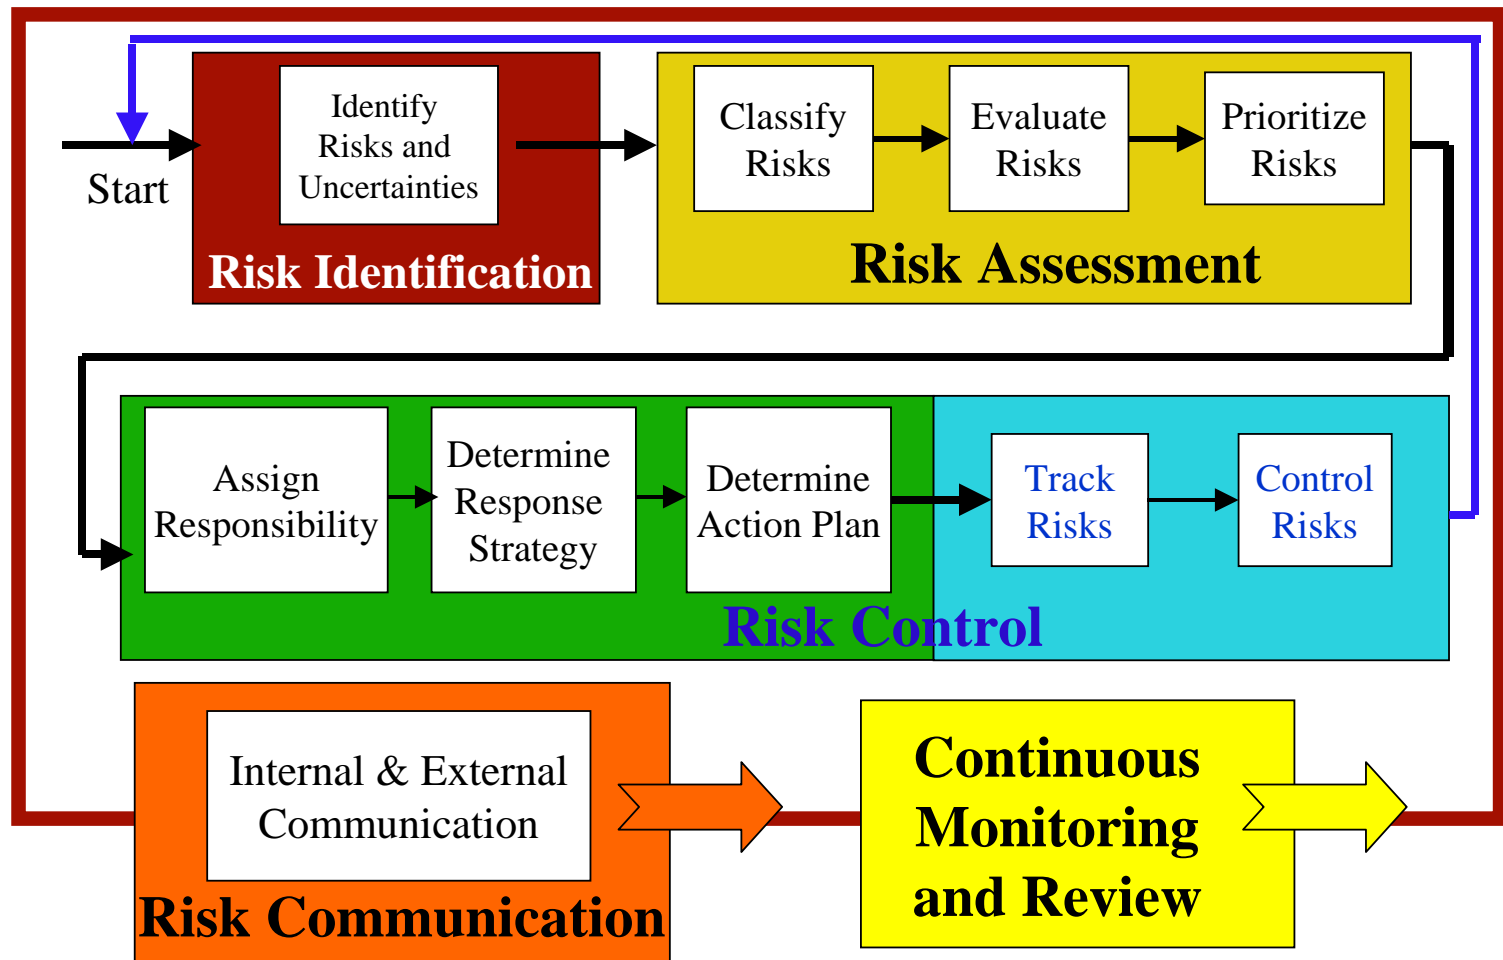 Start
Identify
Risks and
Uncertainties
Risk Identification
Classify
Risks
Evaluate
Risks
Prioritize
Risks
Risk Assessment
Assign
Responsibility
Determine
Response
Strategy
Determine
Action Plan
Track
Risks
Control
Risks
Risk Control
Internal & External
Communication
Risk Communication
Continuous
Monitoring
and Review